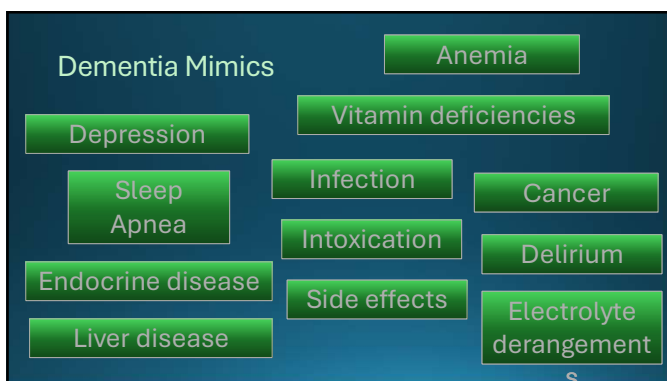 Dementia Mimics
Anemia
Vitamin deficiencies
Depression
Infection
Sleep
Apnea
Cancer
Intoxication
Delirium
Endocrine disease
Side effects
Electrolyte
derangement
s
Liver disease